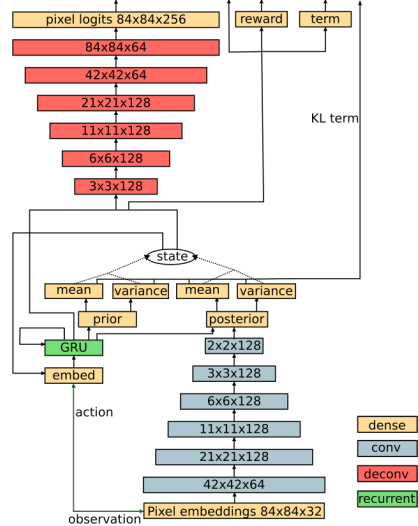 pixel logits 84x84x256
reward
term
84x84x64
42x42x64
21x21x128
11x11x128
6x6x128
3x3x128
KL term
state
mean
variance
mean
variance
prior
posterior
GRU
2x2x128
embed
3x3x128
action
6x6x128
11x11x128
21x21x128
42x42x64
observation
Pixel embeddings 84x84x32
dense
conv
deconv
recurrent